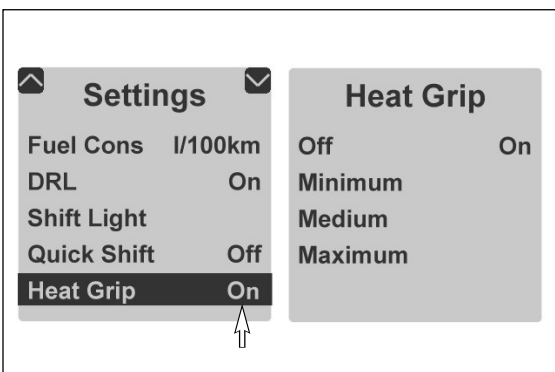 Settings
Fuel Cons l/100km
DRL On
Shift Light
Quick Shift Off
Heat Grip On
Heat Grip
Off On
Minimum
Medium
Maximum